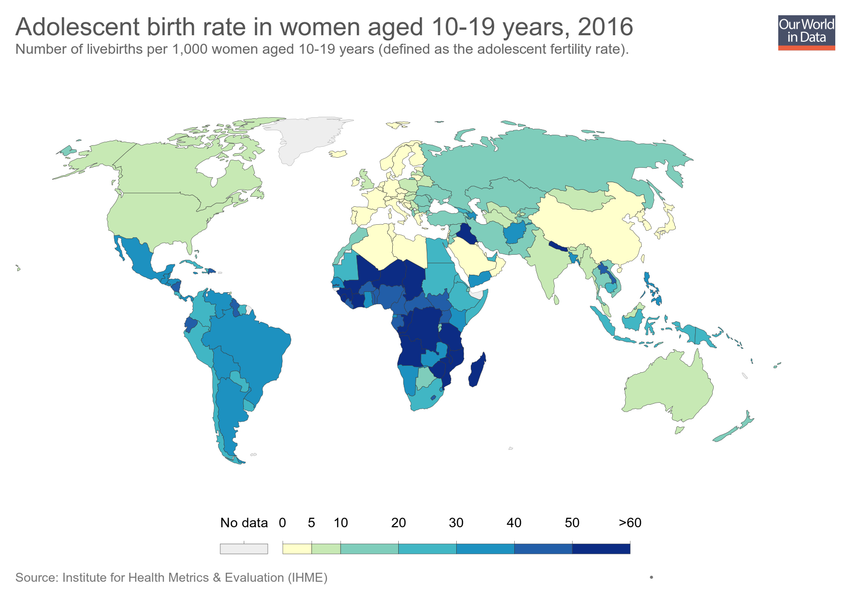 Adolescent birth rate in women aged 10-19 years, 2016
Our World
in Data
Number of livebirths per 1,000 women aged 10-19 years (defined as the adolescent fertility rate).
No data 0 5 10 20 30 40 50 >60
Source: Institute for Health Metrics & Evaluation (IHME)